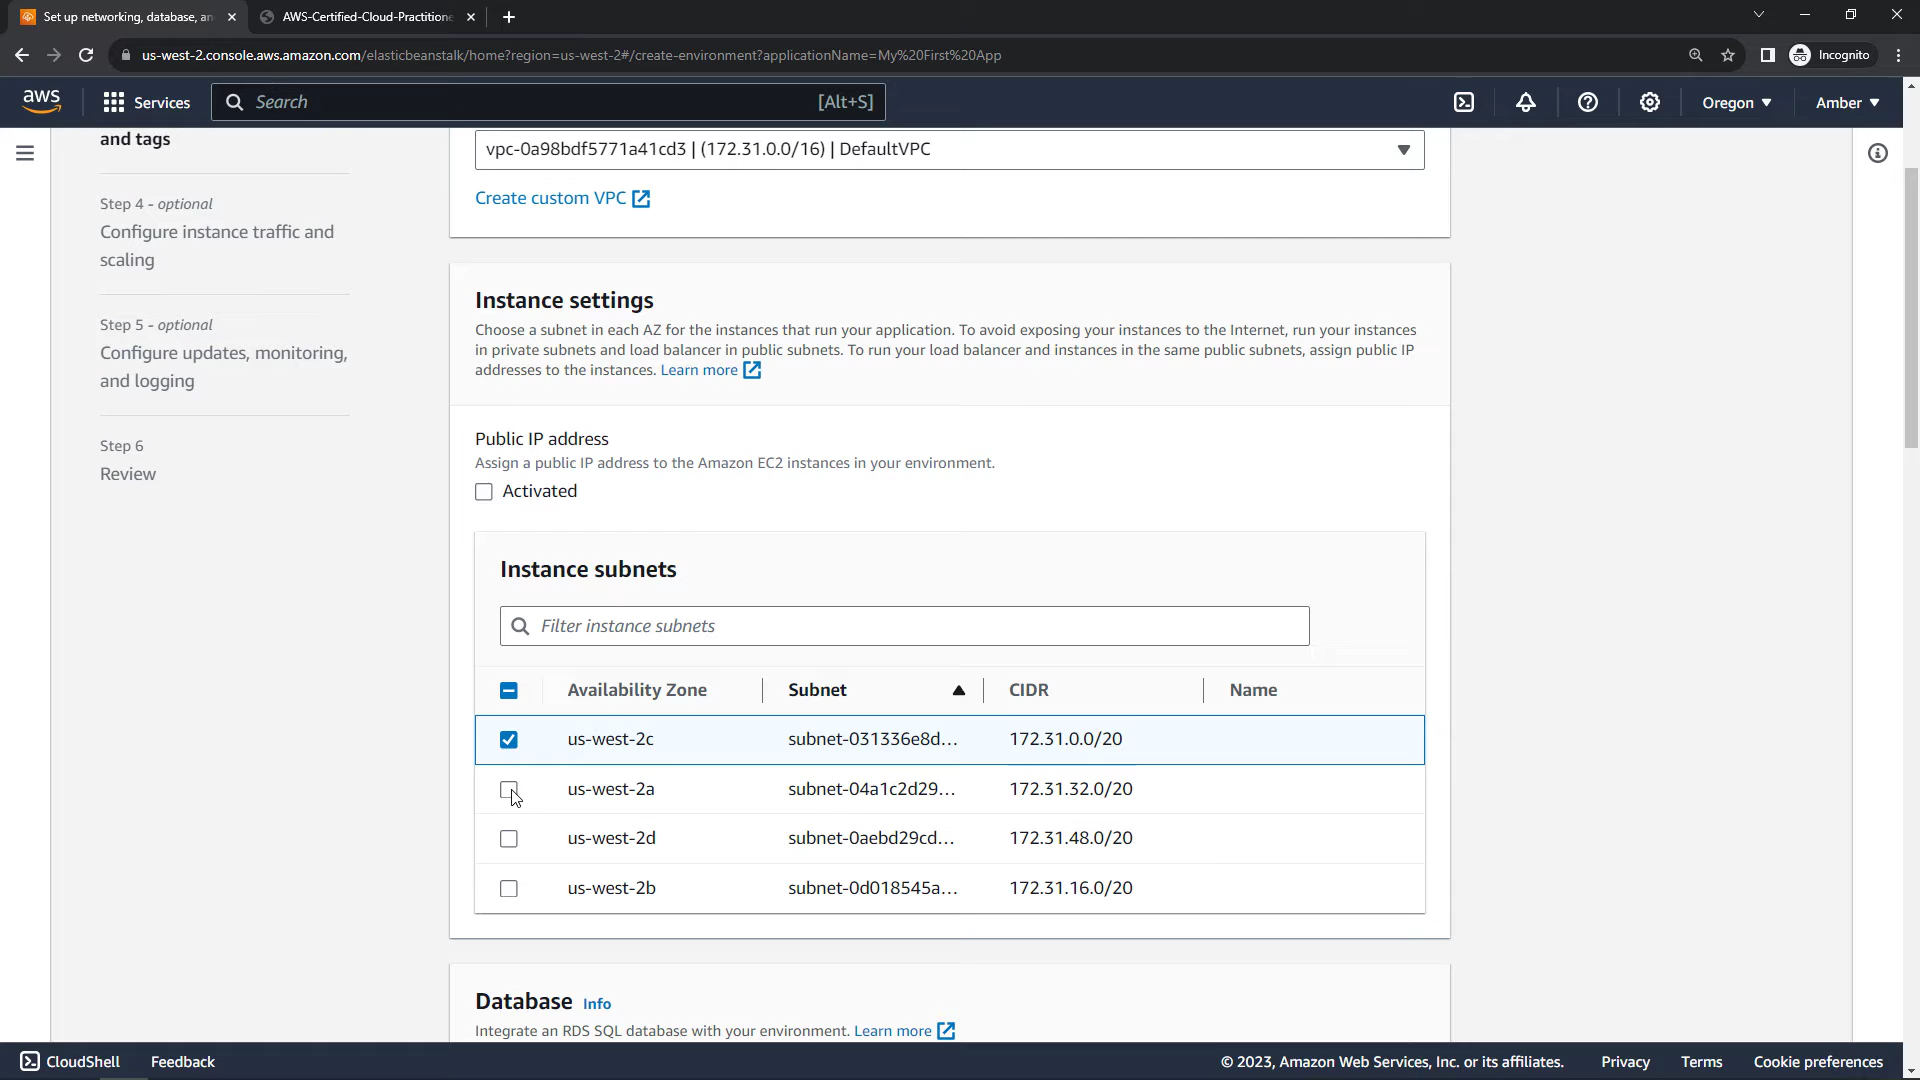 Set up networking, database, an
AWS-Certified-Cloud-Practitione
us-west-2.console.aws.amazon.com/elasticbeanstalk/home?region=us-west-2#/create-environment?applicationName=My%20First%20App
Incognito
aws
Services
Search
[Alt+S]
Oregon
Amber
and tags
Step 4 - optional
Configure instance traffic and
scaling
Step 5 - optional
Configure updates, monitoring,
and logging
Step 6
Review
vpc-0a98bdf5771a41cd3 | (172.31.0.0/16) | DefaultVPC
Create custom VPC
Instance settings
Choose a subnet in each AZ for the instances that run your application. To avoid exposing your instances to the Internet, run your instances
in private subnets and load balancer in public subnets. To run your load balancer and instances in the same public subnets, assign public IP
addresses to the instances. Learn more
Public IP address
Assign a public IP address to the Amazon EC2 instances in your environment.
Activated
Instance subnets
Filter instance subnets
Availability Zone Subnet CIDR Name
us-west-2c subnet-031336e8d... 172.31.0.0/20
us-west-2a subnet-04a1c2d29... 172.31.32.0/20
us-west-2d subnet-0aebd29cd... 172.31.48.0/20
us-west-2b subnet-0d018545a... 172.31.16.0/20
Database Info
Integrate an RDS SQL database with your environment. Learn more
CloudShell Feedback
© 2023, Amazon Web Services, Inc. or its affiliates. Privacy Terms Cookie preferences